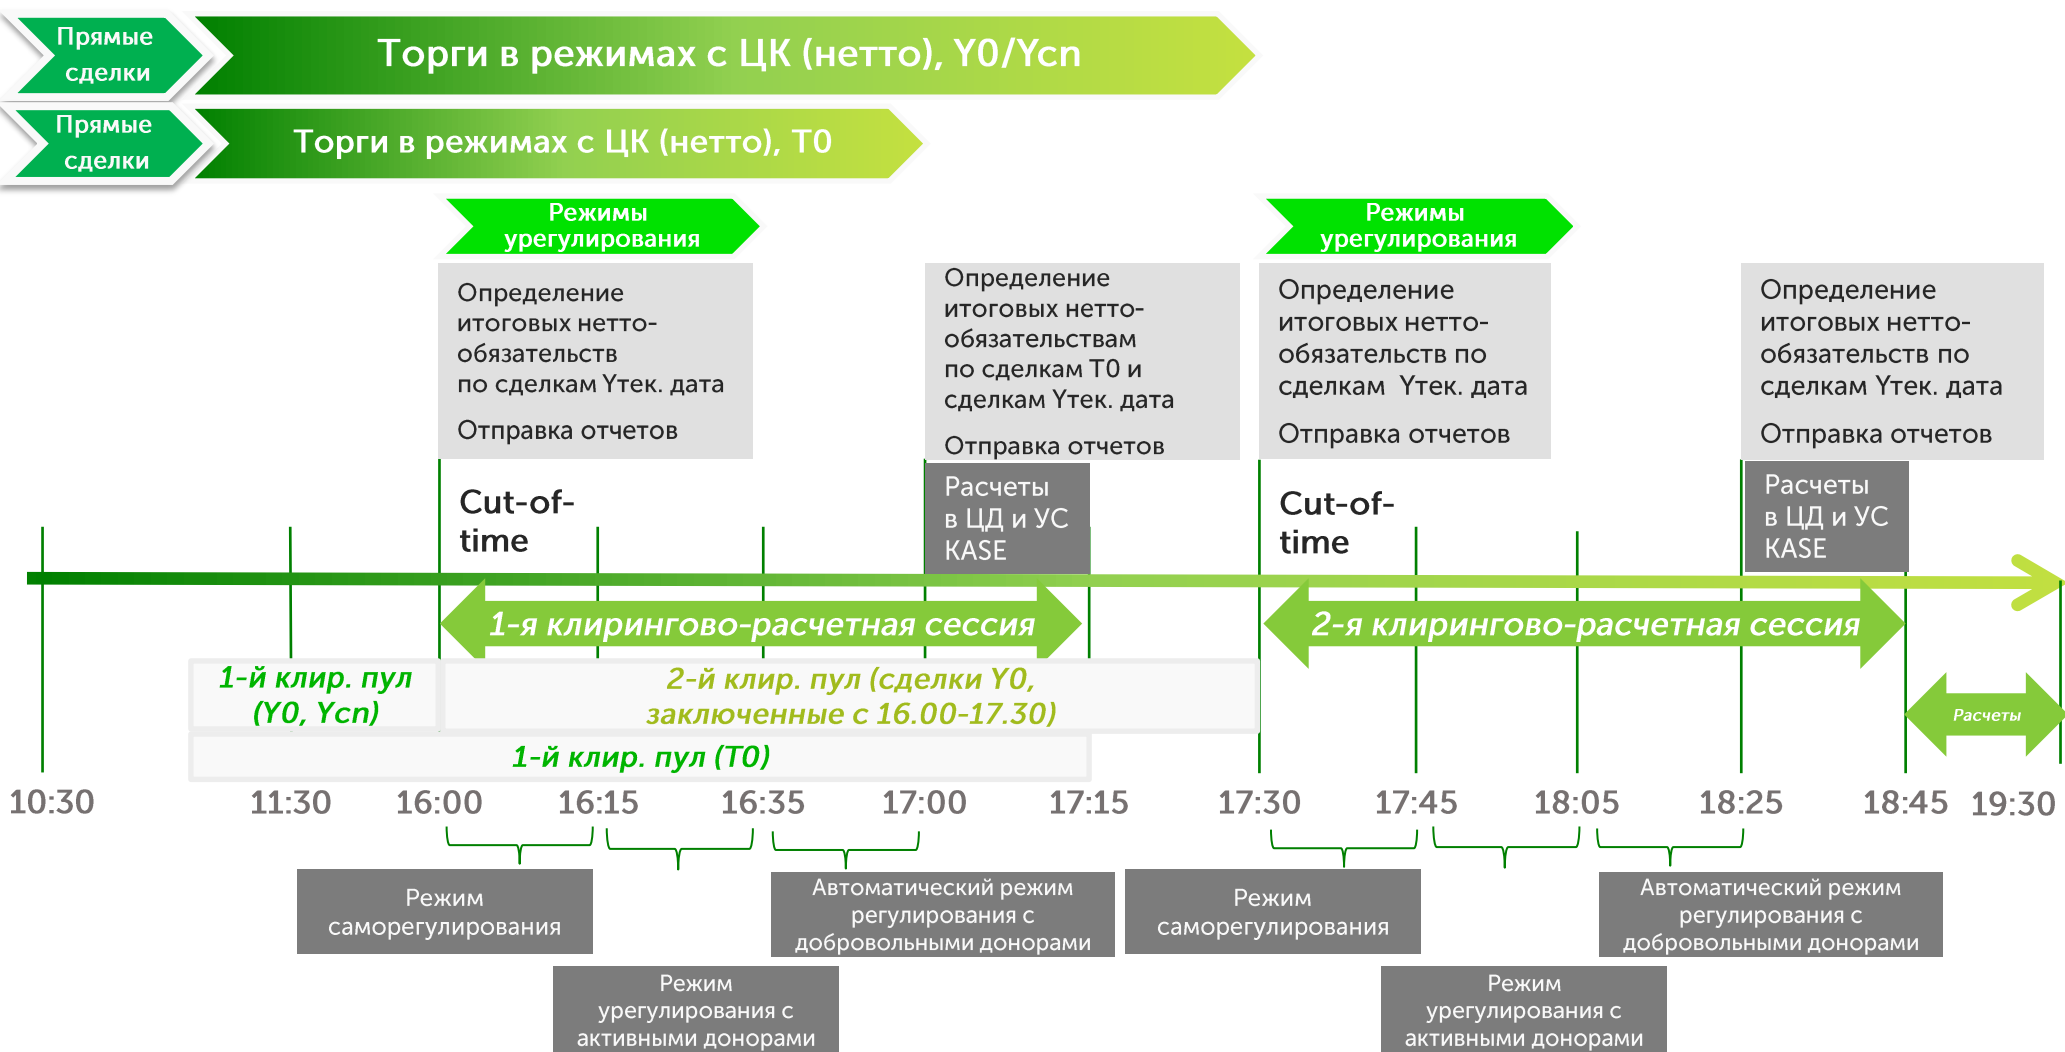 Прямые
сделки
Торги в режимах с ЦК (нетто), Y0/Yсп
Прямые
сделки
Торги в режимах с ЦК (нетто), T0
Режимы
урегулирования
Режимы
урегулирования
Определение
итоговых нетто-
обязательств
по сделкам Yтек. дата
Отправка отчетов
Определение
итоговых нетто-
обязательствам
по сделкам T0 и
сделкам Yтек. дата
Отправка отчетов
Определение
итоговых нетто-
обязательств по
сделкам Yтек. дата
Отправка отчетов
Определение
итоговых нетто-
обязательств по
сделкам Yтек. дата
Отправка отчетов
Cut-of-
time
Расчеты
в ЦД и УС
KASE
Cut-of-
time
Расчеты
в ЦД и УС
KASE
1-я клирингово-расчетная сессия
2-я клирингово-расчетная сессия
1-й клир. пул
(Y0, Yсп)
2-й клир. пул (сделки Y0,
заключенные с 16.00-17.30)
Расчеты
1-й клир. пул (T0)
10:30
11:30
16:00
16:15
16:35
17:00
17:15
17:30
17:45
18:05
18:25
18:45
19:30
Режим
саморегулирования
Автоматический режим
регулирования с
добровольными донорами
Режим
саморегулирования
Автоматический режим
регулирования с
добровольными донорами
Режим
урегулирования с
активными донорами
Режим
урегулирования с
активными донорами